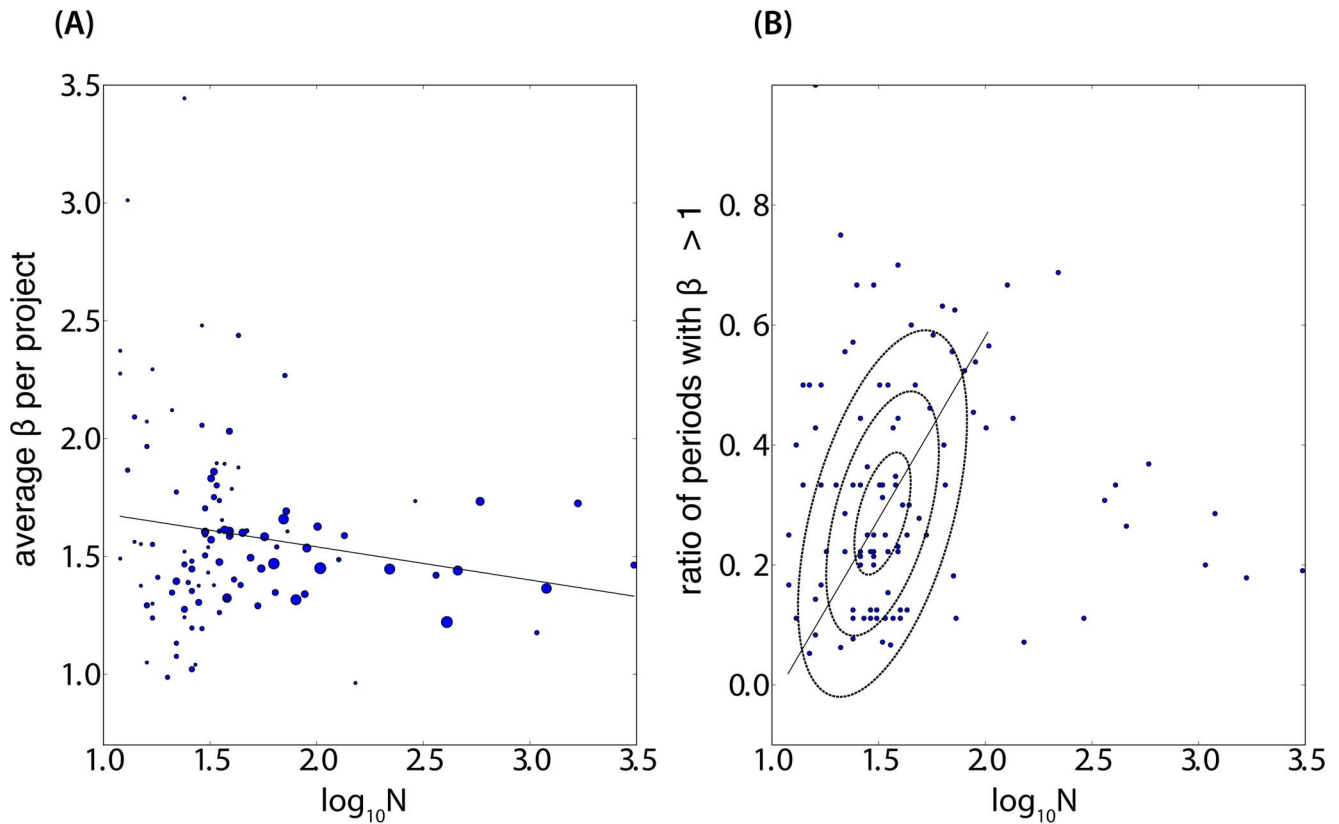 (A)
(B)
3.5
3.0
2.5
2.0
1.5
1.0
average β per project
1.0 1.5 2.0 2.5 3.0 3.5
log₁₀N
0. 8
0. 6
0. 4
0. 2
0. 0
ratio of periods with β > 1
1.0 1.5 2.0 2.5 3.0 3.5
log₁₀N